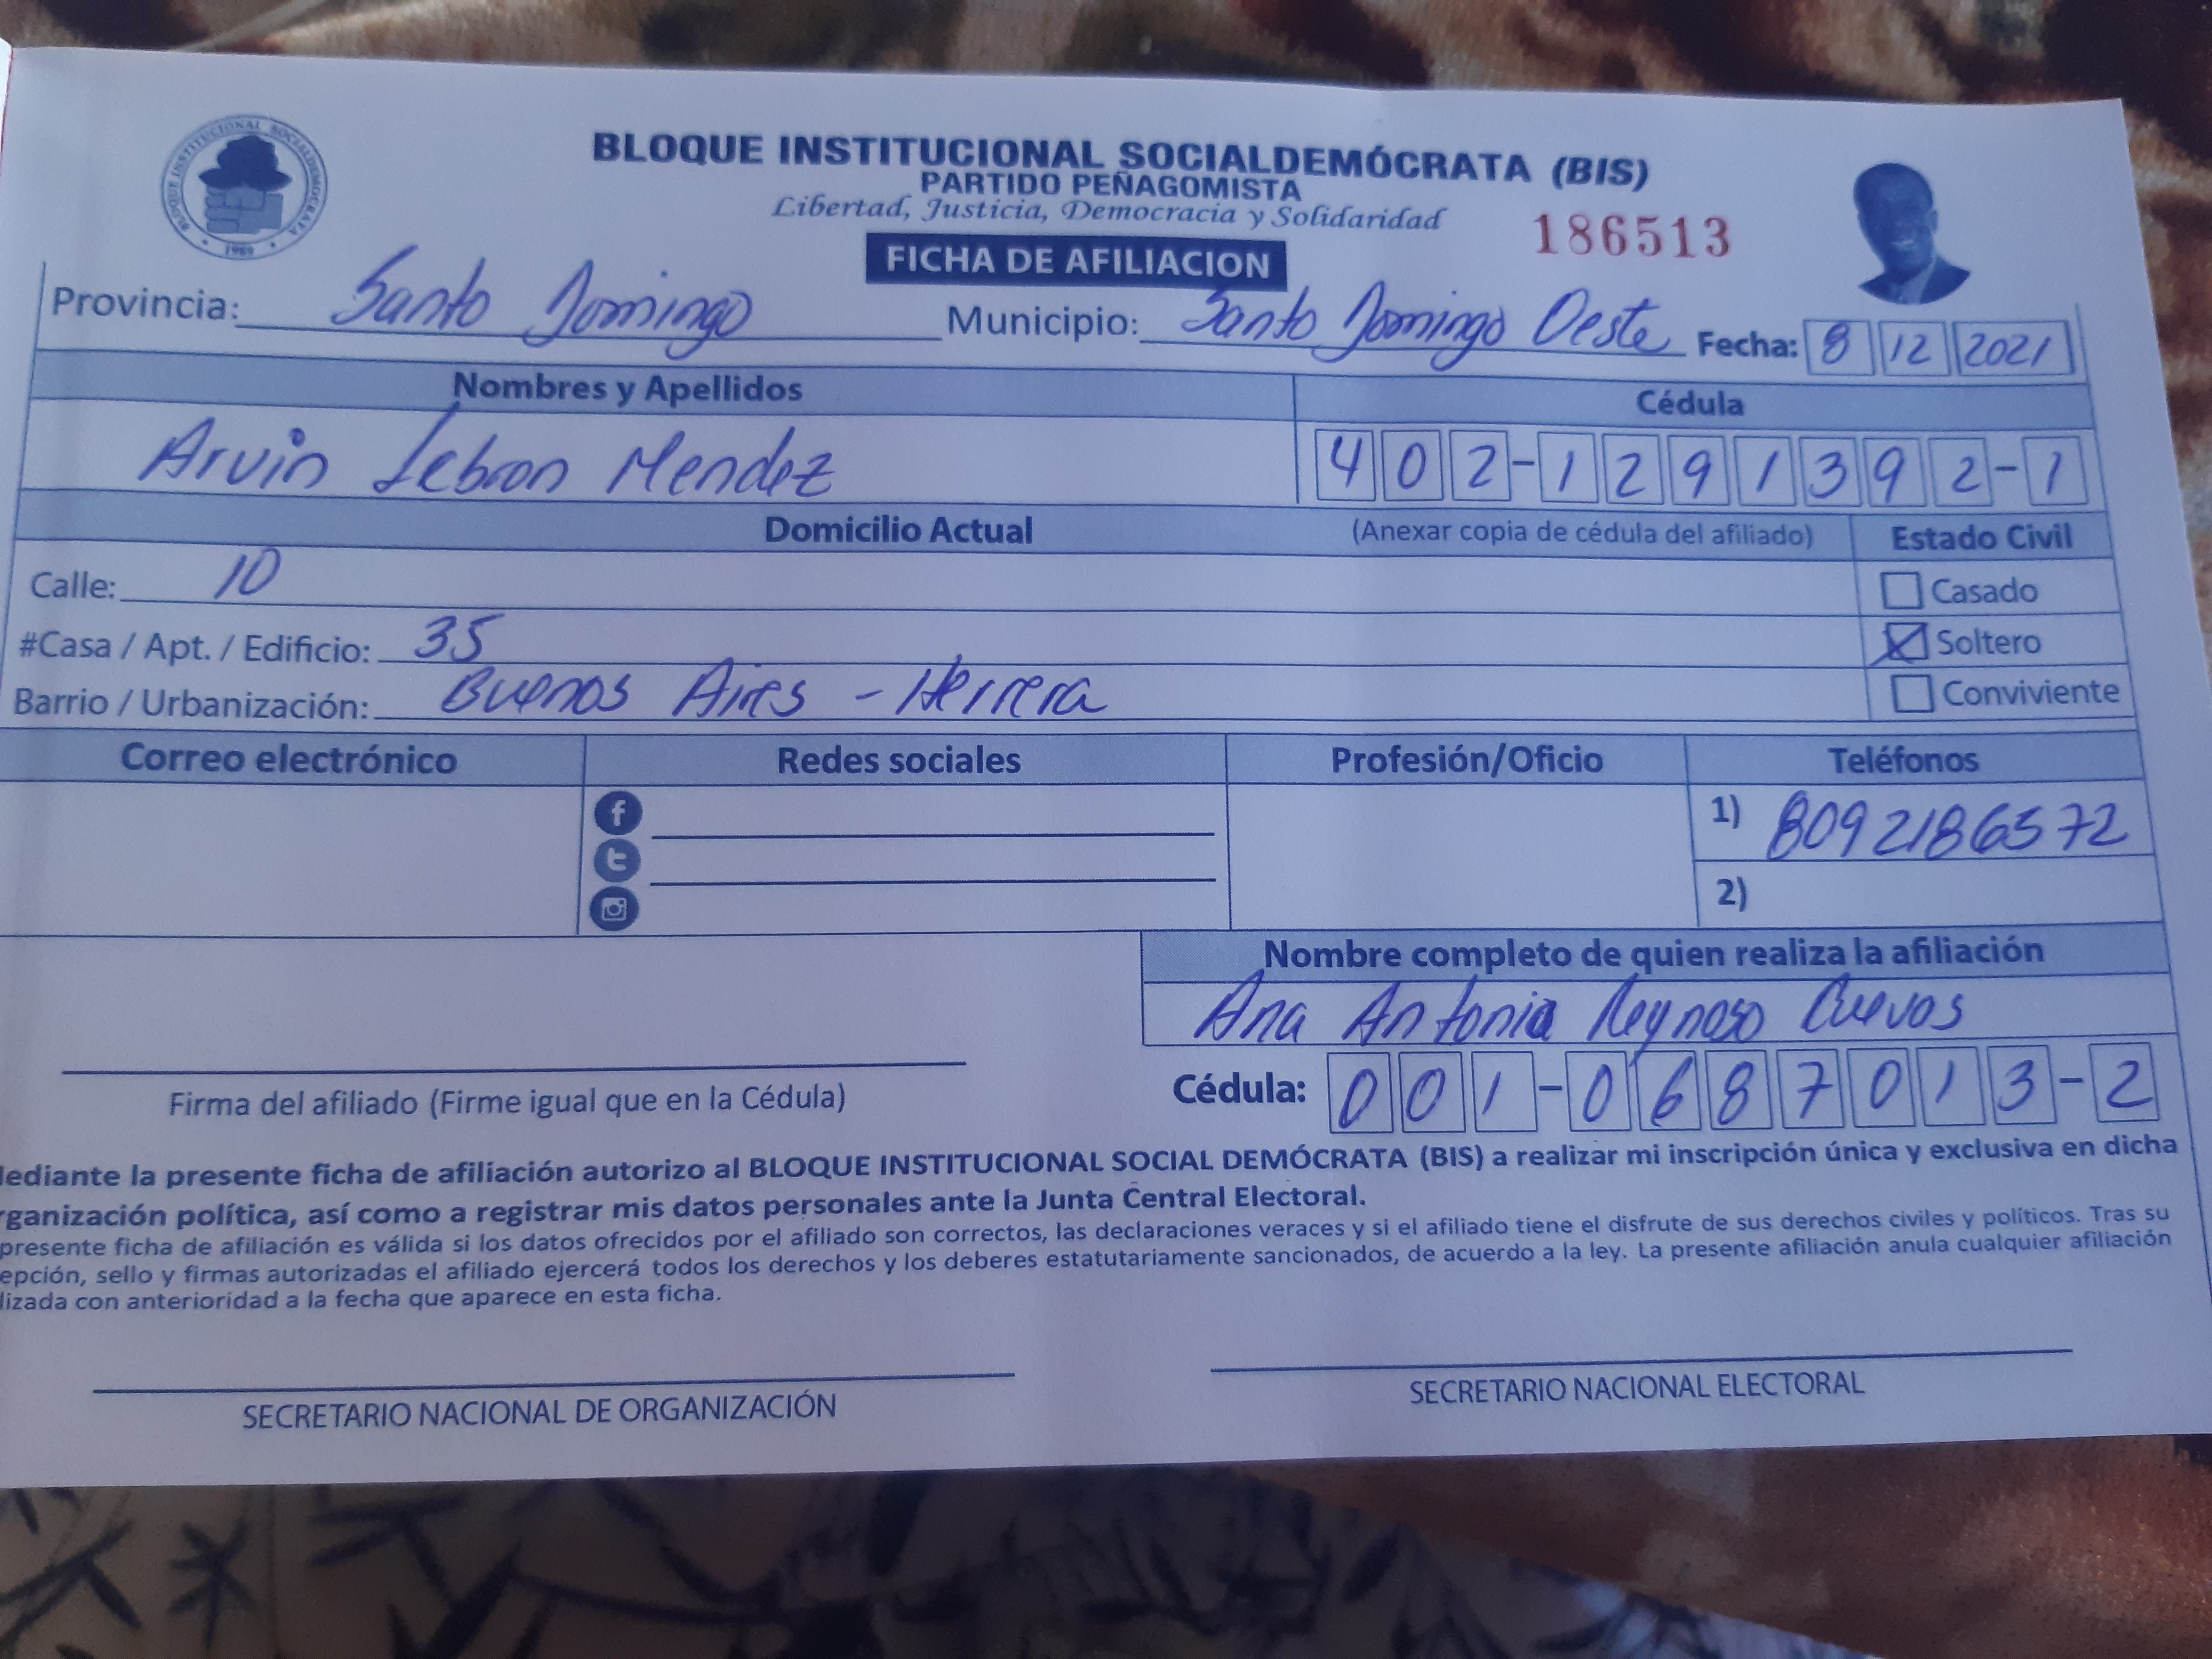 BLOQUE INSTITUCIONAL SOCIALDEMÓCRATA
1989
BLOQUE INSTITUCIONAL SOCIALDEMÓCRATA (BIS)
PARTIDO PEÑAGOMISTA
Libertad, Justicia, Democracia y Solidaridad
186513
FICHA DE AFILIACION
Provincia: Santo Domingo Municipio: Santo Domingo Oeste Fecha: 8 12 2021
Nombres y Apellidos Cédula
Arvin Lebron Mendez 402-1291392-1
Domicilio Actual (Anexar copia de cédula del afiliado) Estado Civil
Calle: 10 Casado
#Casa / Apt. / Edificio: 35 Soltero
Barrio / Urbanización: Buenos Aires - Herrera Conviviente
Correo electrónico Redes sociales Profesión/Oficio Teléfonos
1) 8092186572
2)
Nombre completo de quien realiza la afiliación
Ana Antonia Reynoso Cuevas
Cédula: 001-0687013-2
Firma del afiliado (Firme igual que en la Cédula)
lediante la presente ficha de afiliación autorizo al BLOQUE INSTITUCIONAL SOCIAL DEMÓCRATA (BIS) a realizar mi inscripción única y exclusiva en dicha
rganización política, así como a registrar mis datos personales ante la Junta Central Electoral.
presente ficha de afiliación es válida si los datos ofrecidos por el afiliado son correctos, las declaraciones veraces y si el afiliado tiene el disfrute de sus derechos civiles y políticos. Tras su
epción, sello y firmas autorizadas el afiliado ejercerá todos los derechos y los deberes estatutariamente sancionados, de acuerdo a la ley. La presente afiliación anula cualquier afiliación
lizada con anterioridad a la fecha que aparece en esta ficha.
SECRETARIO NACIONAL DE ORGANIZACIÓN SECRETARIO NACIONAL ELECTORAL